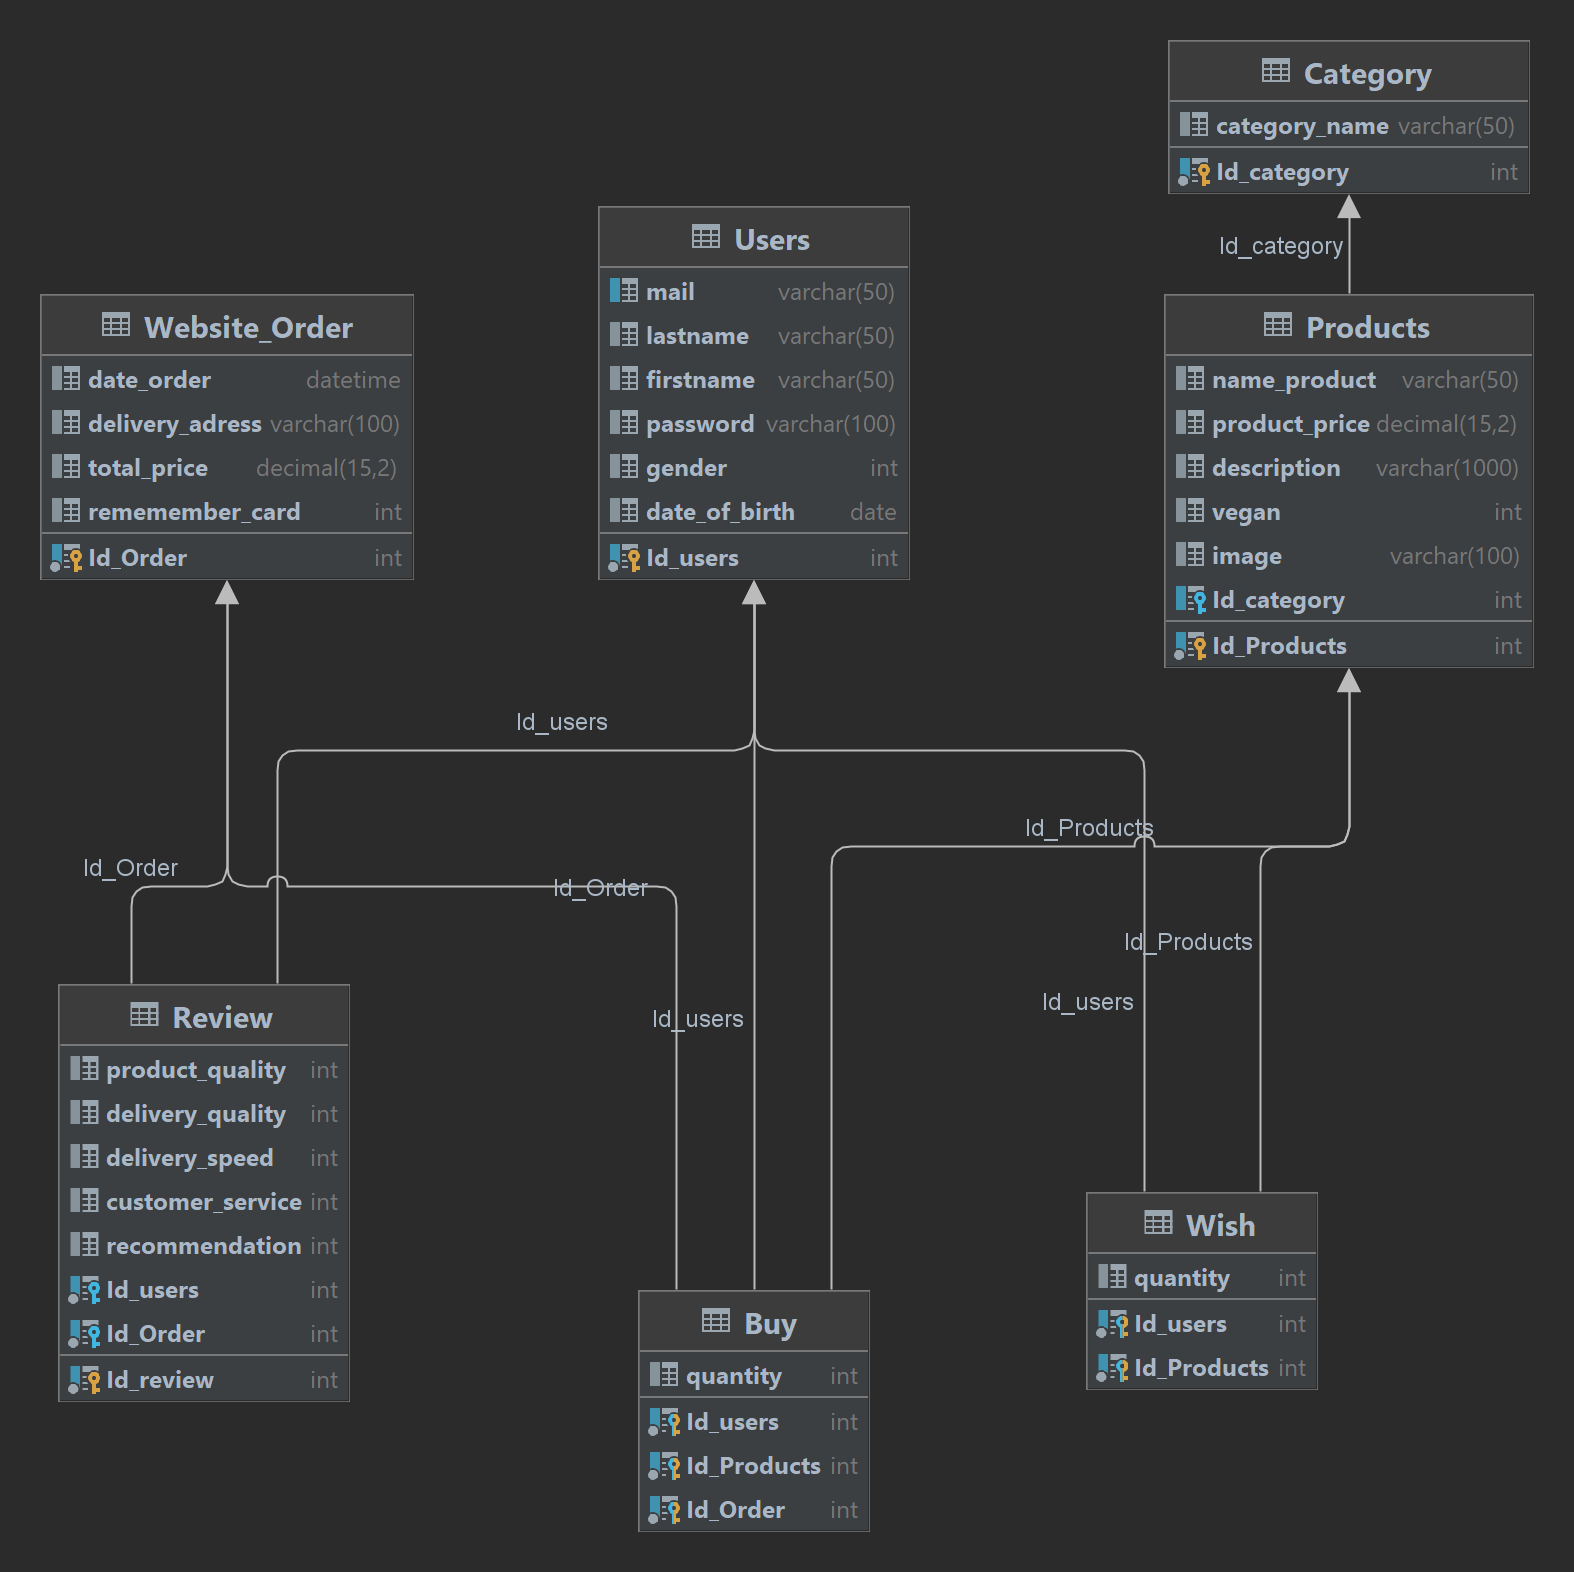 Category
category_name varchar(50)
Id_category int
Id_category
Users
mail varchar(50)
lastname varchar(50)
firstname varchar(50)
password varchar(100)
gender int
date_of_birth date
Id_users int
Website_Order
date_order datetime
delivery_adress varchar(100)
total_price decimal(15,2)
rememember_card int
Id_Order int
Products
name_product varchar(50)
product_price decimal(15,2)
description varchar(1000)
vegan int
image varchar(100)
Id_category int
Id_Products int
Id_users
Id_Products
Id_Order
Id_Order
Id_Products
Id_users
Id_users
Review
product_quality int
delivery_quality int
delivery_speed int
customer_service int
recommendation int
Id_users int
Id_Order int
Id_review int
Buy
quantity int
Id_users int
Id_Products int
Id_Order int
Wish
quantity int
Id_users int
Id_Products int